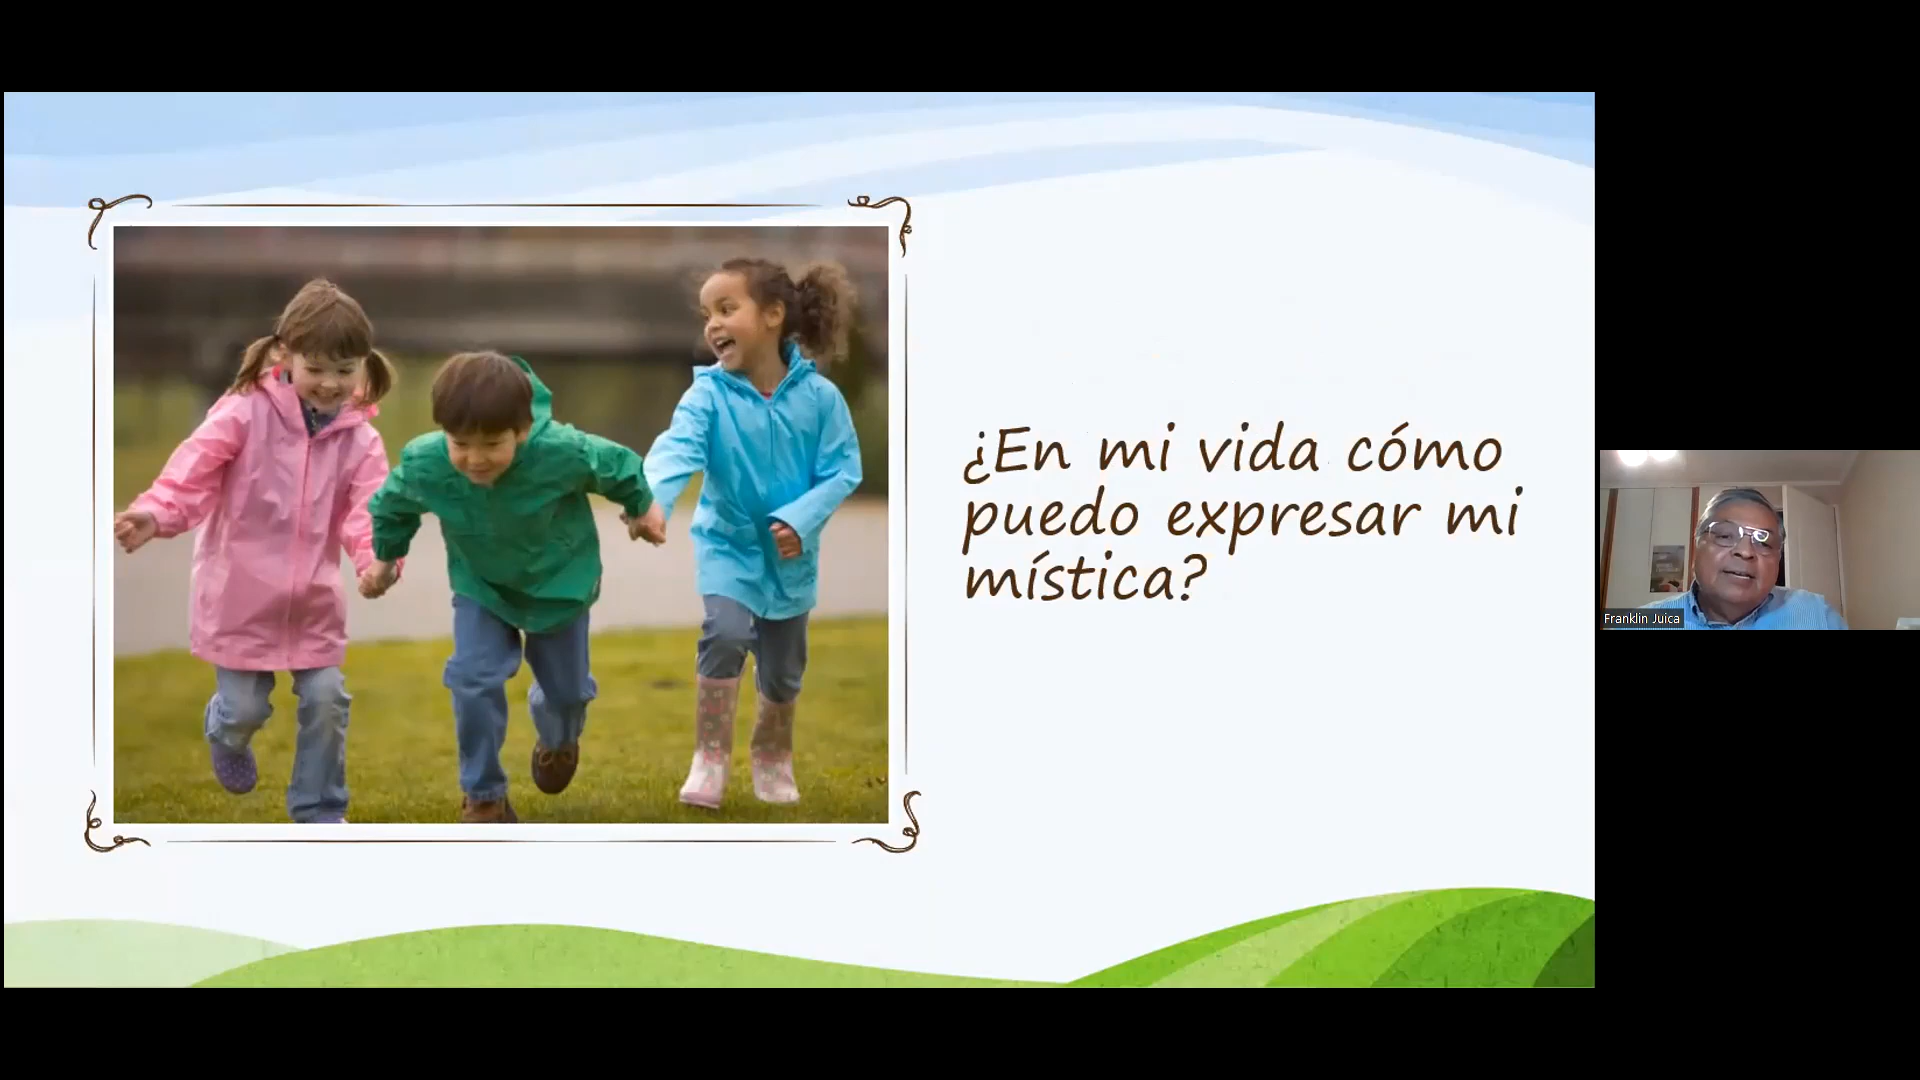 ¿En mi vida cómo
puedo expresar mi
mística?
Franklin Juica